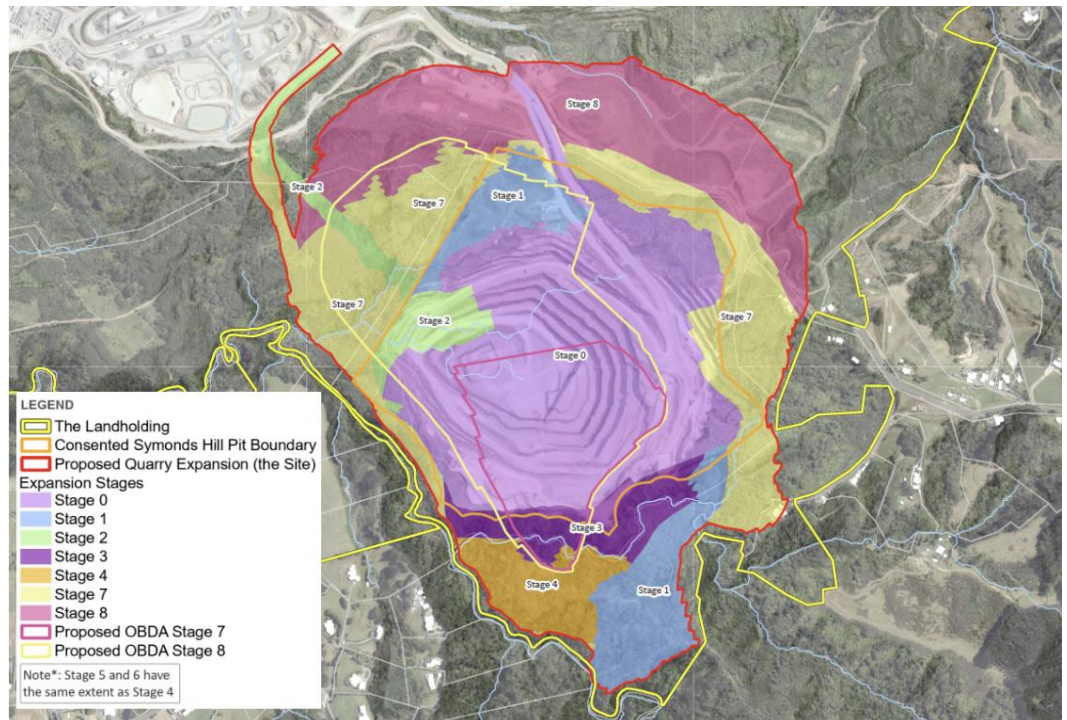 Stage 8
Stage 2
Stage 1
Stage 7
Stage 7
Stage 2
Stage 7
Stage 0
Stage 3
Stage 4
Stage 1
LEGEND
The Landholding
Consented Symonds Hill Pit Boundary
Proposed Quarry Expansion (the Site)
Expansion Stages
Stage 0
Stage 1
Stage 2
Stage 3
Stage 4
Stage 7
Stage 8
Proposed OBDA Stage 7
Proposed OBDA Stage 8
Note*: Stage 5 and 6 have
the same extent as Stage 4